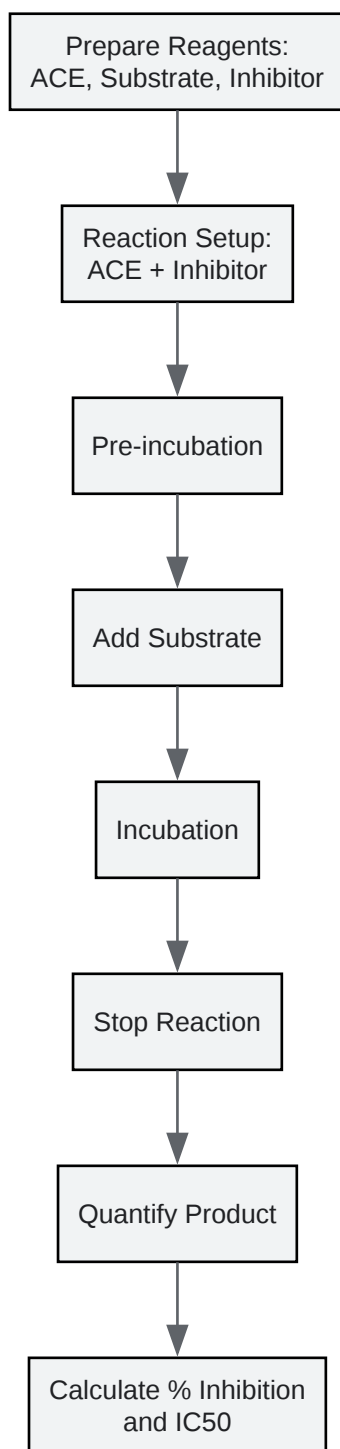 Prepare Reagents:
ACE, Substrate, Inhibitor
Reaction Setup:
ACE + Inhibitor
Pre-incubation
Add Substrate
Incubation
Stop Reaction
Quantify Product
Calculate % Inhibition
and IC50